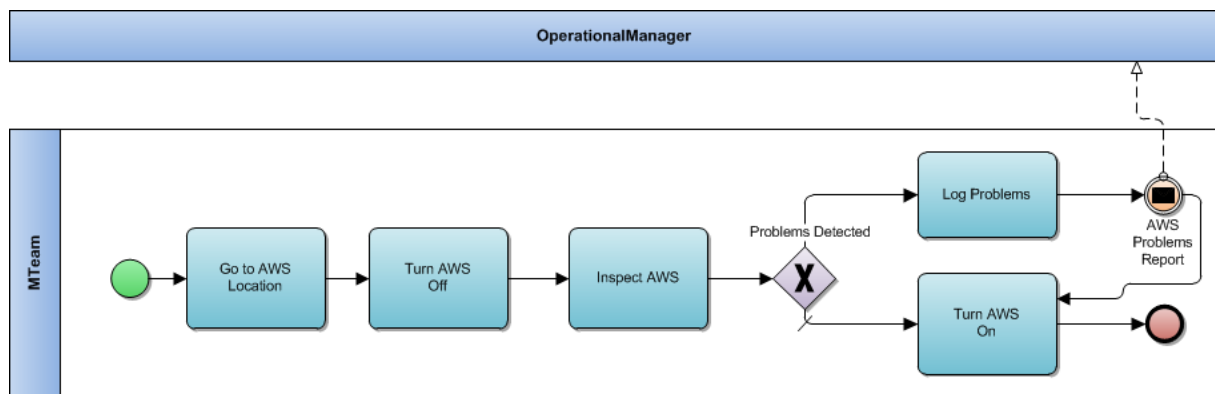 OperationalManager
MTeam
Go to AWS
Location
Turn AWS
Off
Inspect AWS
Problems Detected
Log Problems
AWS
Problems
Report
Turn AWS
On